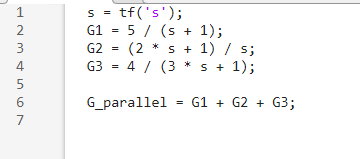 1 s = tf('s');
2 G1 = 5 / (s + 1);
3 G2 = (2 * s + 1) / s;
4 G3 = 4 / (3 * s + 1);
5
6 G_parallel = G1 + G2 + G3;
7